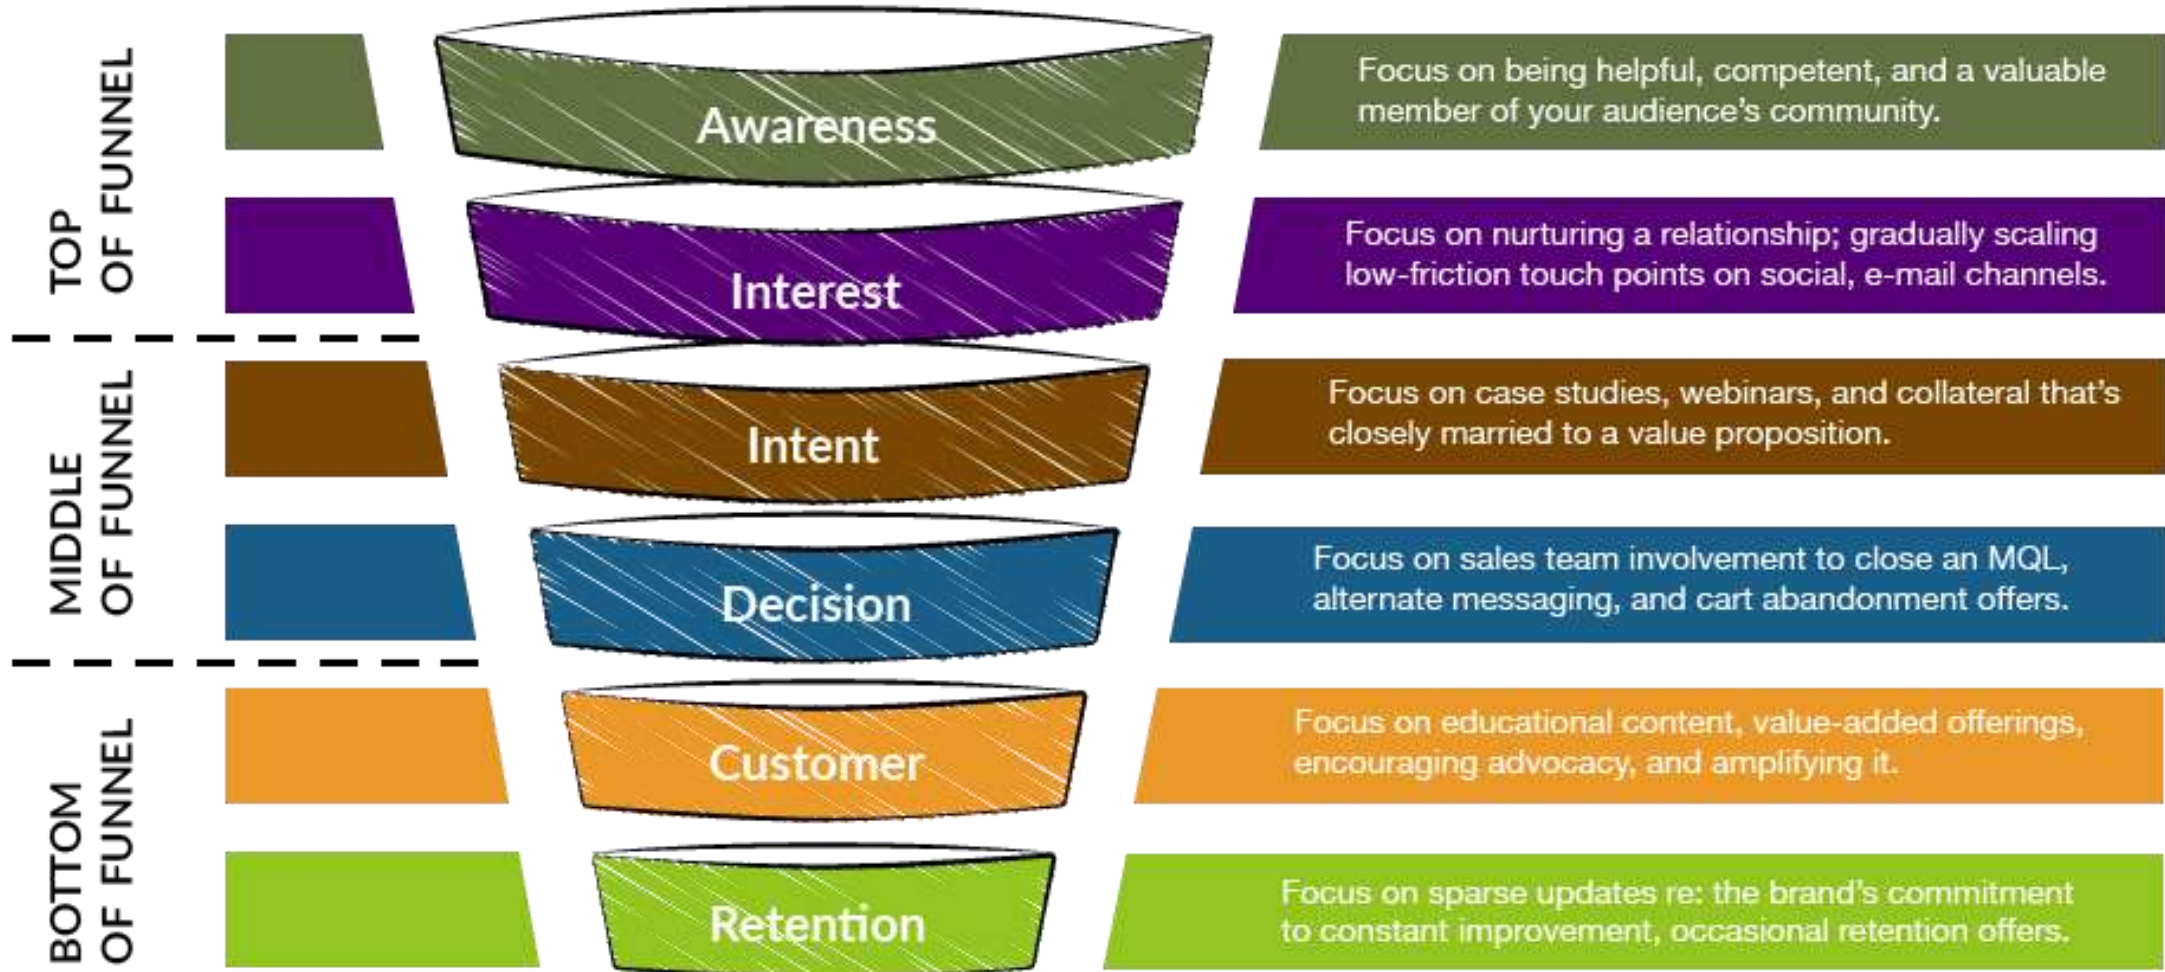 TOP
OF FUNNEL
Awareness
Focus on being helpful, competent, and a valuable
member of your audience's community.
Interest
Focus on nurturing a relationship; gradually scaling
low-friction touch points on social, e-mail channels.
MIDDLE
OF FUNNEL
Intent
Focus on case studies, webinars, and collateral that's
closely married to a value proposition.
Decision
Focus on sales team involvement to close an MQL,
alternate messaging, and cart abandonment offers.
BOTTOM
OF FUNNEL
Customer
Focus on educational content, value-added offerings,
encouraging advocacy, and amplifying it.
Retention
Focus on sparse updates re: the brand's commitment
to constant improvement, occasional retention offers.